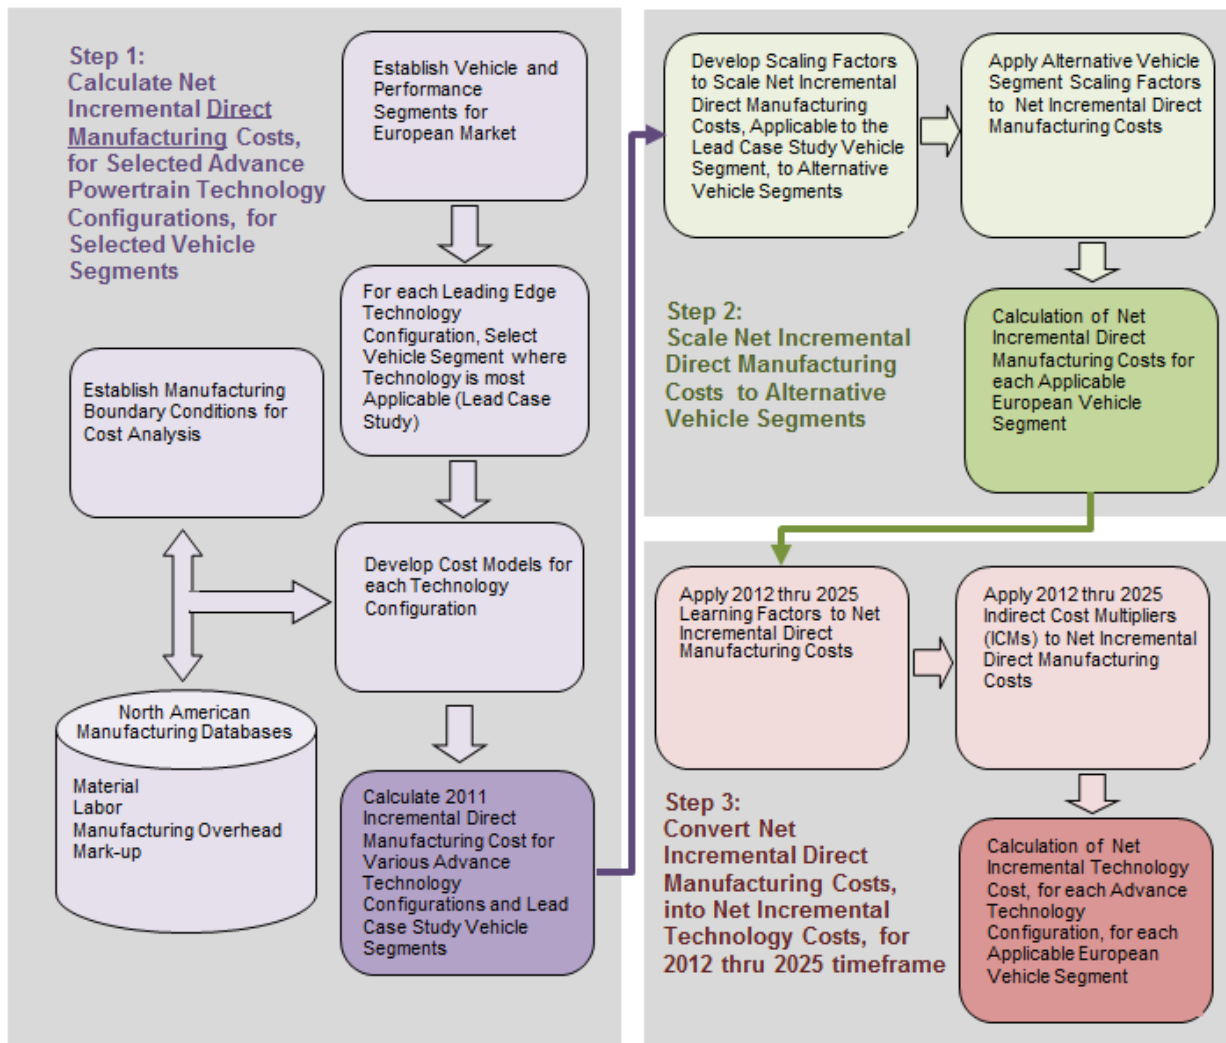 Step 1:
Calculate Net
Incremental Direct
Manufacturing Costs,
for Selected Advance
Powertrain Technology
Configurations, for
Selected Vehicle
Segments
Establish Vehicle and
Performance
Segments for
European Market
For each Leading Edge
Technology
Configuration, Select
Vehicle Segment where
Technology is most
Applicable (Lead Case
Study)
Establish Manufacturing
Boundary Conditions for
Cost Analysis
Develop Cost Models for
each Technology
Configuration
North American
Manufacturing Databases
Material
Labor
Manufacturing Overhead
Mark-up
Calculate 2011
Incremental Direct
Manufacturing Cost for
Various Advance
Technology
Configurations and Lead
Case Study Vehicle
Segments
Develop Scaling Factors
to Scale Net Incremental
Direct Manufacturing
Costs, Applicable to the
Lead Case Study Vehicle
Segment, to Alternative
Vehicle Segments
Apply Alternative Vehicle
Segment Scaling Factors
to Net Incremental Direct
Manufacturing Costs
Step 2:
Scale Net Incremental
Direct Manufacturing
Costs to Alternative
Vehicle Segments
Calculation of Net
Incremental Direct
Manufacturing Costs for
each Applicable
European Vehicle
Segment
Apply 2012 thru 2025
Learning Factors to Net
Incremental Direct
Manufacturing Costs
Apply 2012 thru 2025
Indirect Cost Multipliers
(ICMs) to Net Incremental
Direct Manufacturing
Costs
Step 3:
Convert Net
Incremental Direct
Manufacturing Costs,
into Net Incremental
Technology Costs, for
2012 thru 2025 timeframe
Calculation of Net
Incremental Technology
Cost, for each Advance
Technology
Configuration, for each
Applicable European
Vehicle Segment